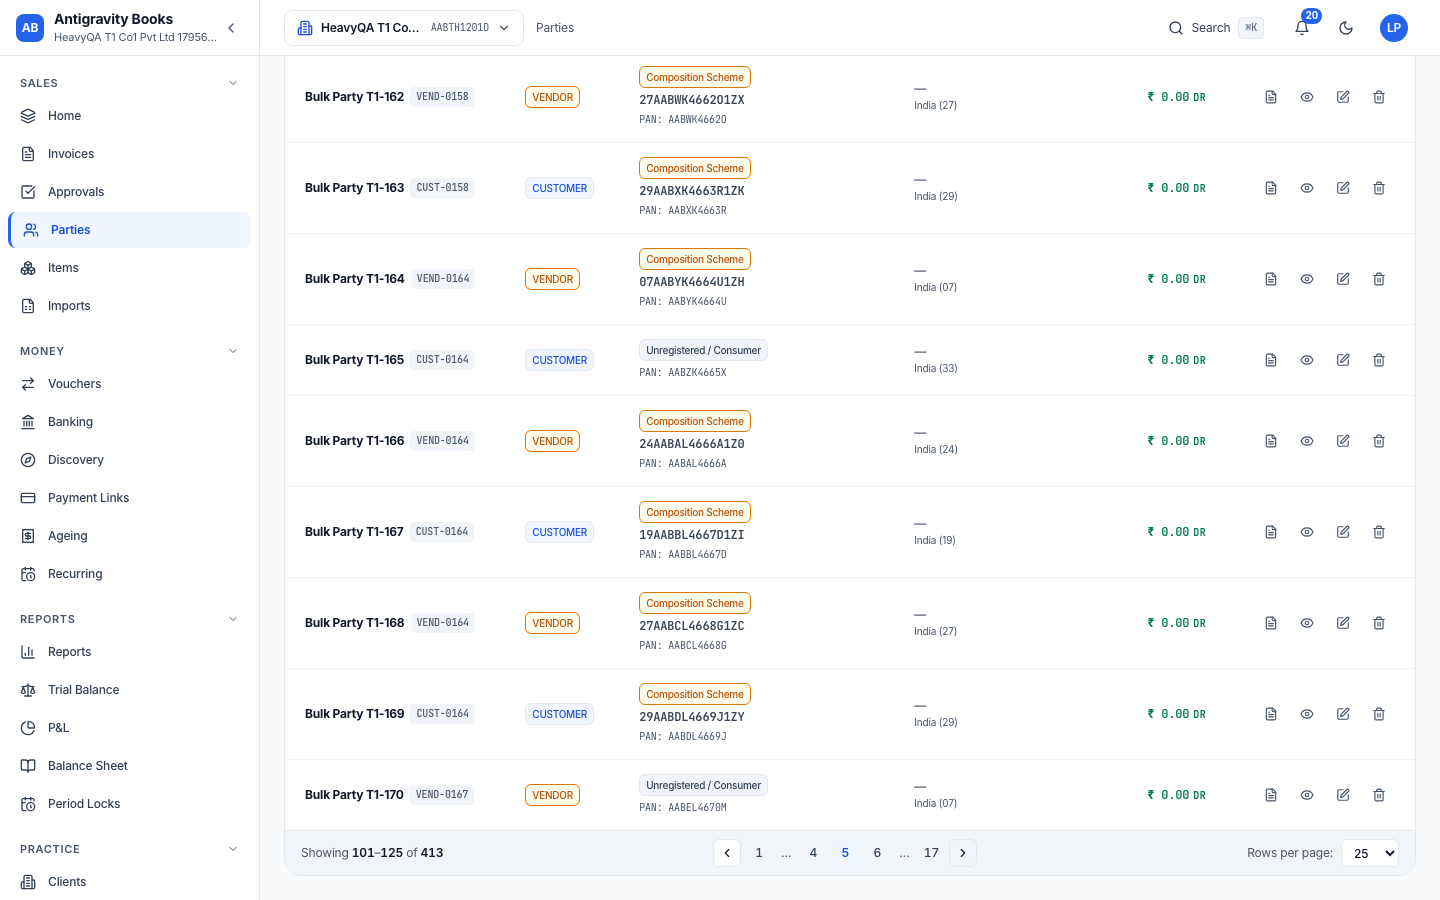 AB
Antigravity Books
HeavyQA T1 Co1 Pvt Ltd 17956...
HeavyQA T1 Co... AABTH1201D
Parties
Search ⌘K
20
LP
SALES
Home
Invoices
Approvals
Parties
Items
Imports
MONEY
Vouchers
Banking
Discovery
Payment Links
Ageing
Recurring
REPORTS
Reports
Trial Balance
P&L
Balance Sheet
Period Locks
PRACTICE
Clients
Bulk Party T1-162 VEND-0158 VENDOR
Composition Scheme
27AABWK4662O1ZX
PAN: AABWK4662O
—
India (27)
₹ 0.00 DR
Bulk Party T1-163 CUST-0158 CUSTOMER
Composition Scheme
29AABXK4663R1ZK
PAN: AABXK4663R
—
India (29)
₹ 0.00 DR
Bulk Party T1-164 VEND-0164 VENDOR
Composition Scheme
07AABYK4664U1ZH
PAN: AABYK4664U
—
India (07)
₹ 0.00 DR
Bulk Party T1-165 CUST-0164 CUSTOMER
Unregistered / Consumer
PAN: AABZK4665X
—
India (33)
₹ 0.00 DR
Bulk Party T1-166 VEND-0164 VENDOR
Composition Scheme
24AABAL4666A1Z0
PAN: AABAL4666A
—
India (24)
₹ 0.00 DR
Bulk Party T1-167 CUST-0164 CUSTOMER
Composition Scheme
19AABBL4667D1ZI
PAN: AABBL4667D
—
India (19)
₹ 0.00 DR
Bulk Party T1-168 VEND-0164 VENDOR
Composition Scheme
27AABCL4668G1ZC
PAN: AABCL4668G
—
India (27)
₹ 0.00 DR
Bulk Party T1-169 CUST-0164 CUSTOMER
Composition Scheme
29AABDL4669J1ZY
PAN: AABDL4669J
—
India (29)
₹ 0.00 DR
Bulk Party T1-170 VEND-0167 VENDOR
Unregistered / Consumer
PAN: AABEL4670M
—
India (07)
₹ 0.00 DR
Showing 101–125 of 413
1 ... 4 5 6 ... 17
Rows per page: 25